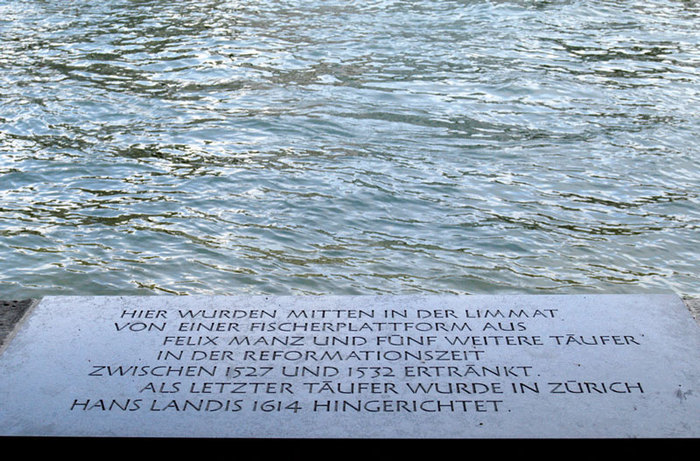 HIER WURDEN MITTEN IN DER LIMMAT
VON EINER FISCHERPLATTFORM AUS
FELIX MANZ UND FÜNF WEITERE TÄUFER
IN DER REFORMATIONSZEIT
ZWISCHEN 1527 UND 1532 ERTRÄNKT.
ALS LETZTER TÄUFER WURDE IN ZÜRICH
HANS LANDIS 1614 HINGERICHTET.